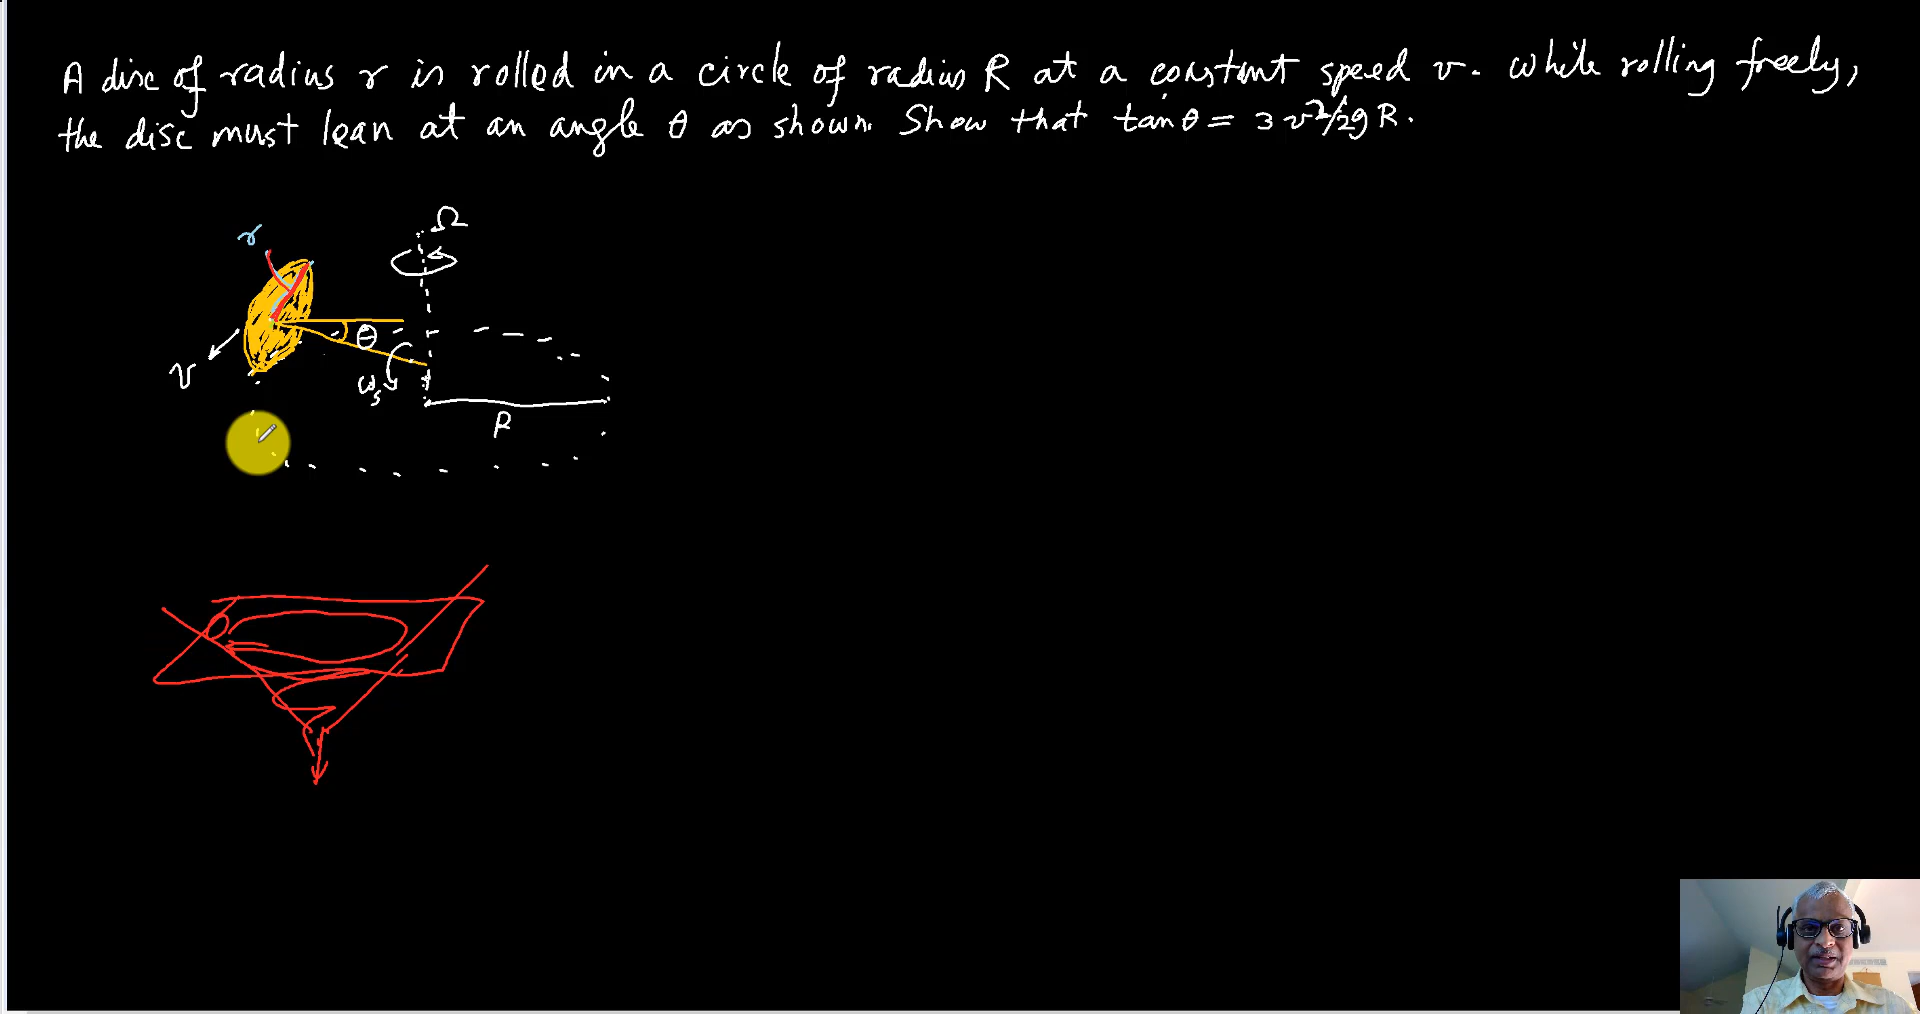 A disc of radius r is rolled in a circle of radius R at a constant speed v. While rolling freely,
the disc must lean at an angle θ as shown. Show that tan θ = 3v²/2gR.
Ω
r
θ
v
ωs
R